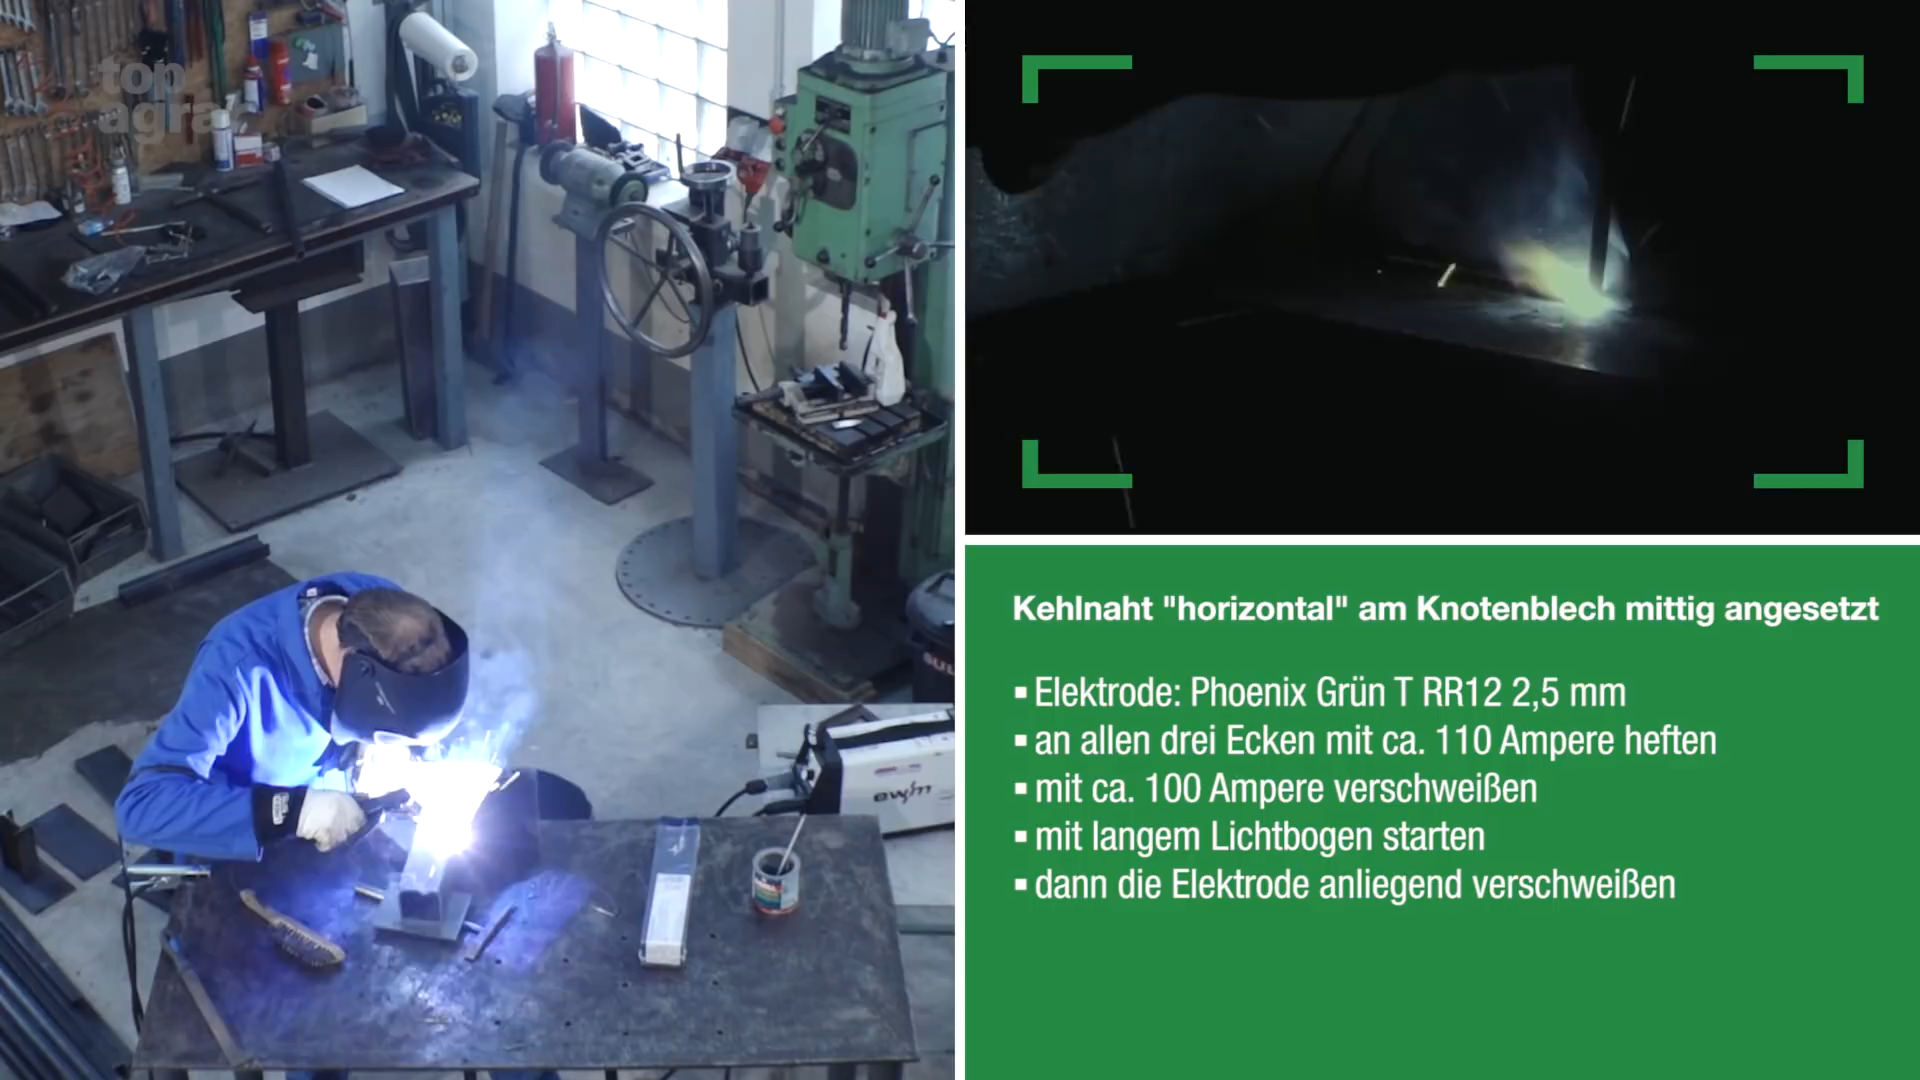 top
agrar
Kehlnaht "horizontal" am Knotenblech mittig angesetzt
▪ Elektrode: Phoenix Grün T RR12 2,5 mm
▪ an allen drei Ecken mit ca. 110 Ampere heften
▪ mit ca. 100 Ampere verschweißen
▪ mit langem Lichtbogen starten
▪ dann die Elektrode anliegend verschweißen
ewm